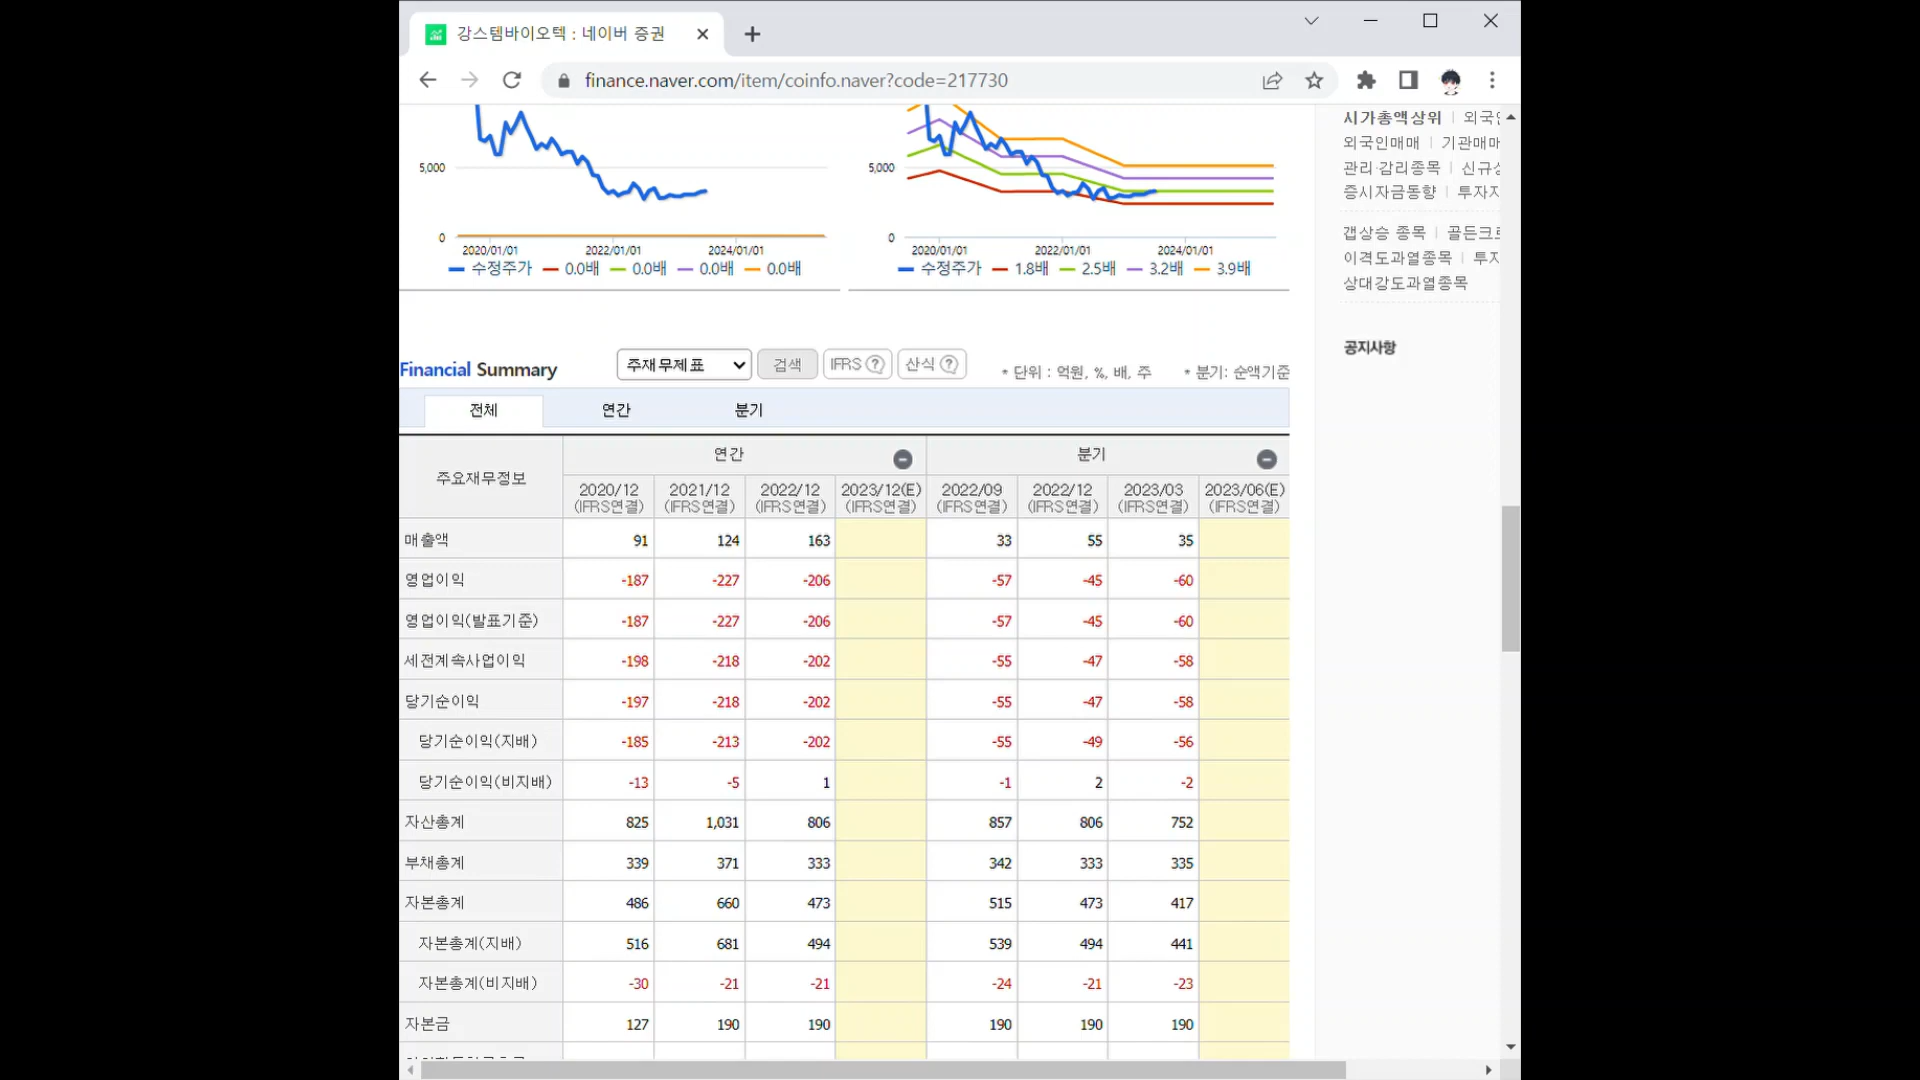 강스템바이오텍 : 네이버 증권
finance.naver.com/item/coinfo.naver?code=217730
5,000
0
2020/01/01 2022/01/01 2024/01/01
수정주가 0.0배 0.0배 0.0배 0.0배
5,000
0
2020/01/01 2022/01/01 2024/01/01
수정주가 1.8배 2.5배 3.2배 3.9배
시가총액상위
외국인매매
관리·감리종목
증시자금동향
갭상승 종목
이격도과열종목
상대강도과열종목
공지사항
Financial Summary
주재무제표 검색 IFRS ? 산식 ?
* 단위 : 억원, %, 배, 주 * 분기: 순액기준
전체 연간 분기
주요재무정보 연간 분기
2020/12 2021/12 2022/12 2023/12(E) 2022/09 2022/12 2023/03 2023/06(E)
(IFRS연결) (IFRS연결) (IFRS연결) (IFRS연결) (IFRS연결) (IFRS연결) (IFRS연결) (IFRS연결)
매출액 91 124 163 33 55 35
영업이익 -187 -227 -206 -57 -45 -60
영업이익(발표기준) -187 -227 -206 -57 -45 -60
세전계속사업이익 -198 -218 -202 -55 -47 -58
당기순이익 -197 -218 -202 -55 -47 -58
당기순이익(지배) -185 -213 -202 -55 -49 -56
당기순이익(비지배) -13 -5 1 -1 2 -2
자산총계 825 1,031 806 857 806 752
부채총계 339 371 333 342 333 335
자본총계 486 660 473 515 473 417
자본총계(지배) 516 681 494 539 494 441
자본총계(비지배) -30 -21 -21 -24 -21 -23
자본금 127 190 190 190 190 190